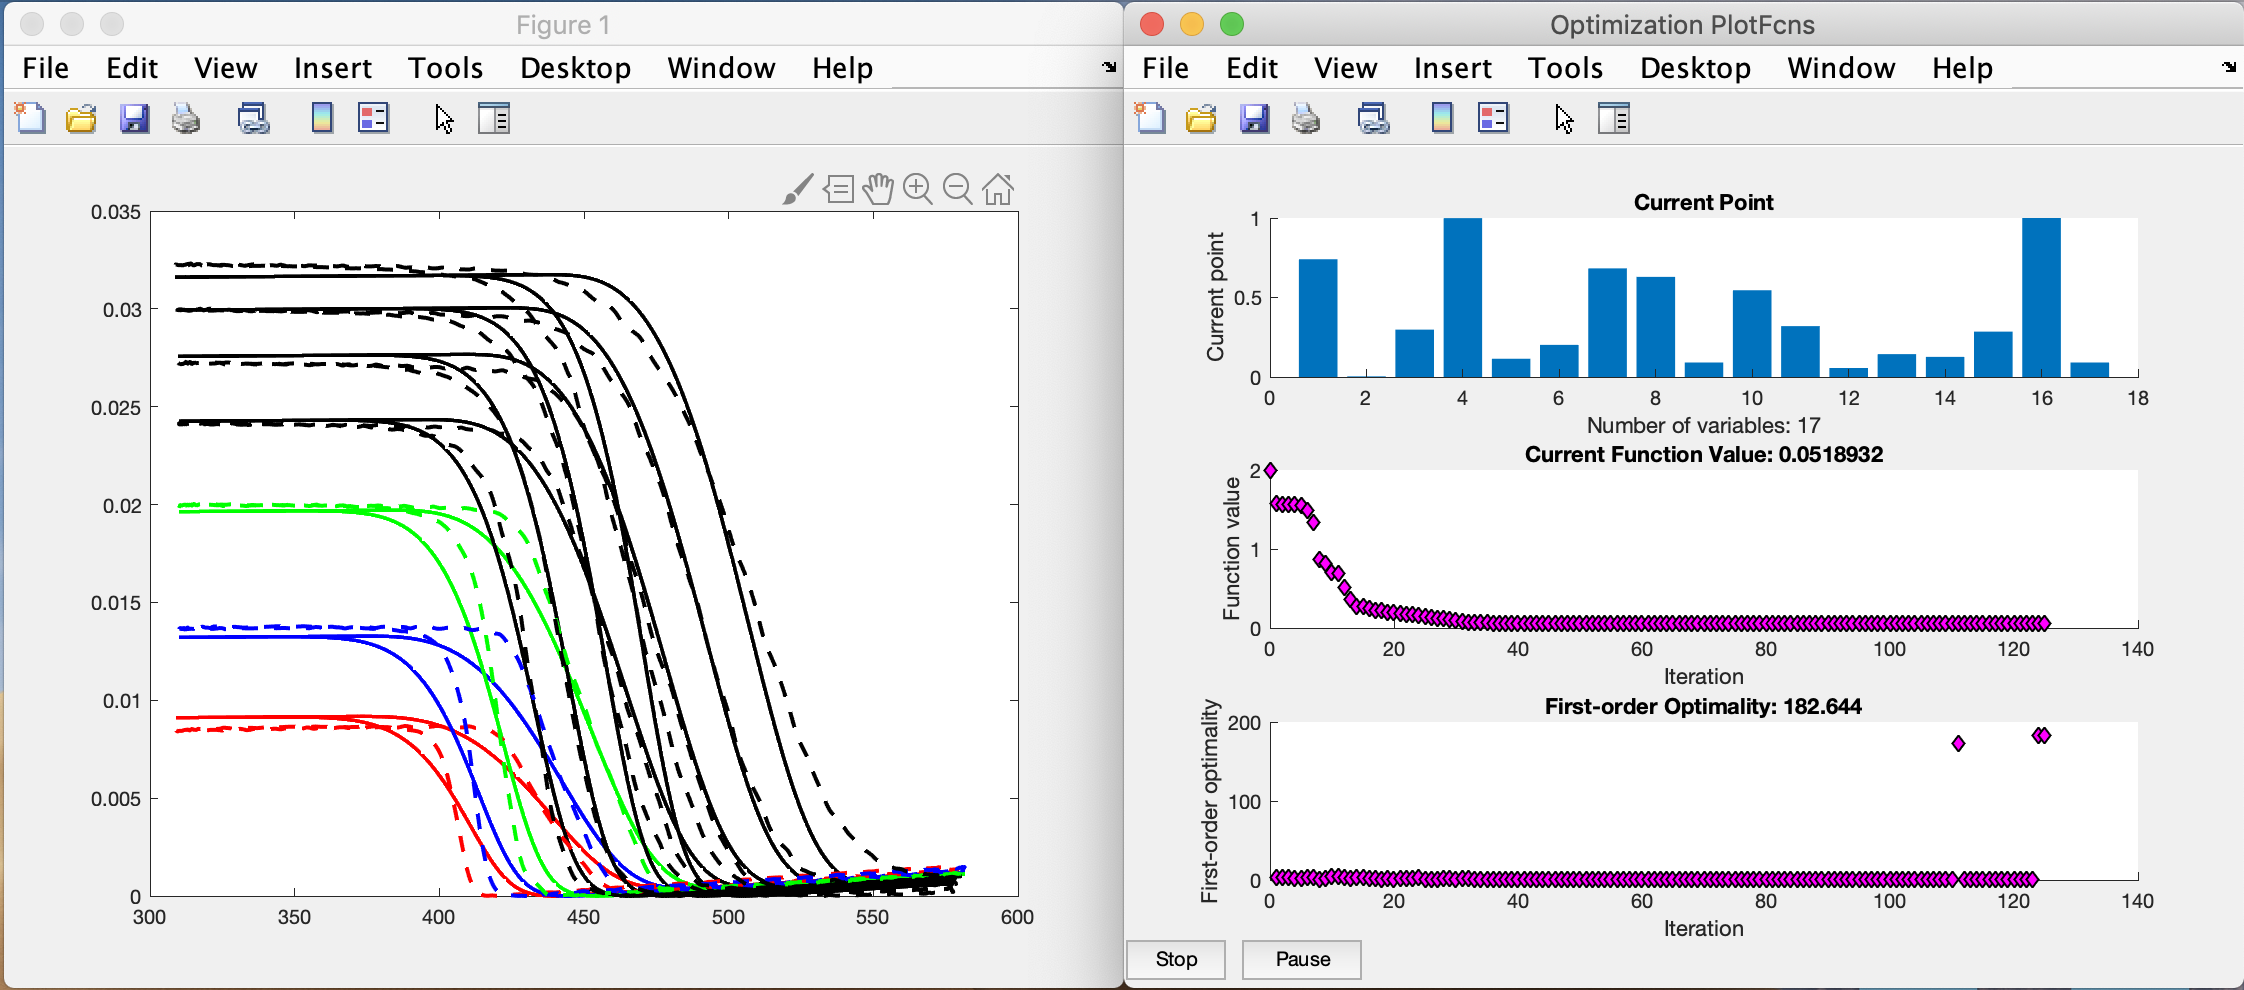 Figure 1
File Edit View Insert Tools Desktop Window Help
0.035
0.03
0.025
0.02
0.015
0.01
0.005
0
300 350 400 450 500 550 600
Optimization PlotFcns
File Edit View Insert Tools Desktop Window Help
Current Point
Current point
1
0.5
0
0 2 4 6 8 10 12 14 16 18
Number of variables: 17
Current Function Value: 0.0518932
Function value
2
1
0
0 20 40 60 80 100 120 140
Iteration
First-order Optimality: 182.644
First-order optimality
200
100
0
0 20 40 60 80 100 120 140
Iteration
Stop Pause